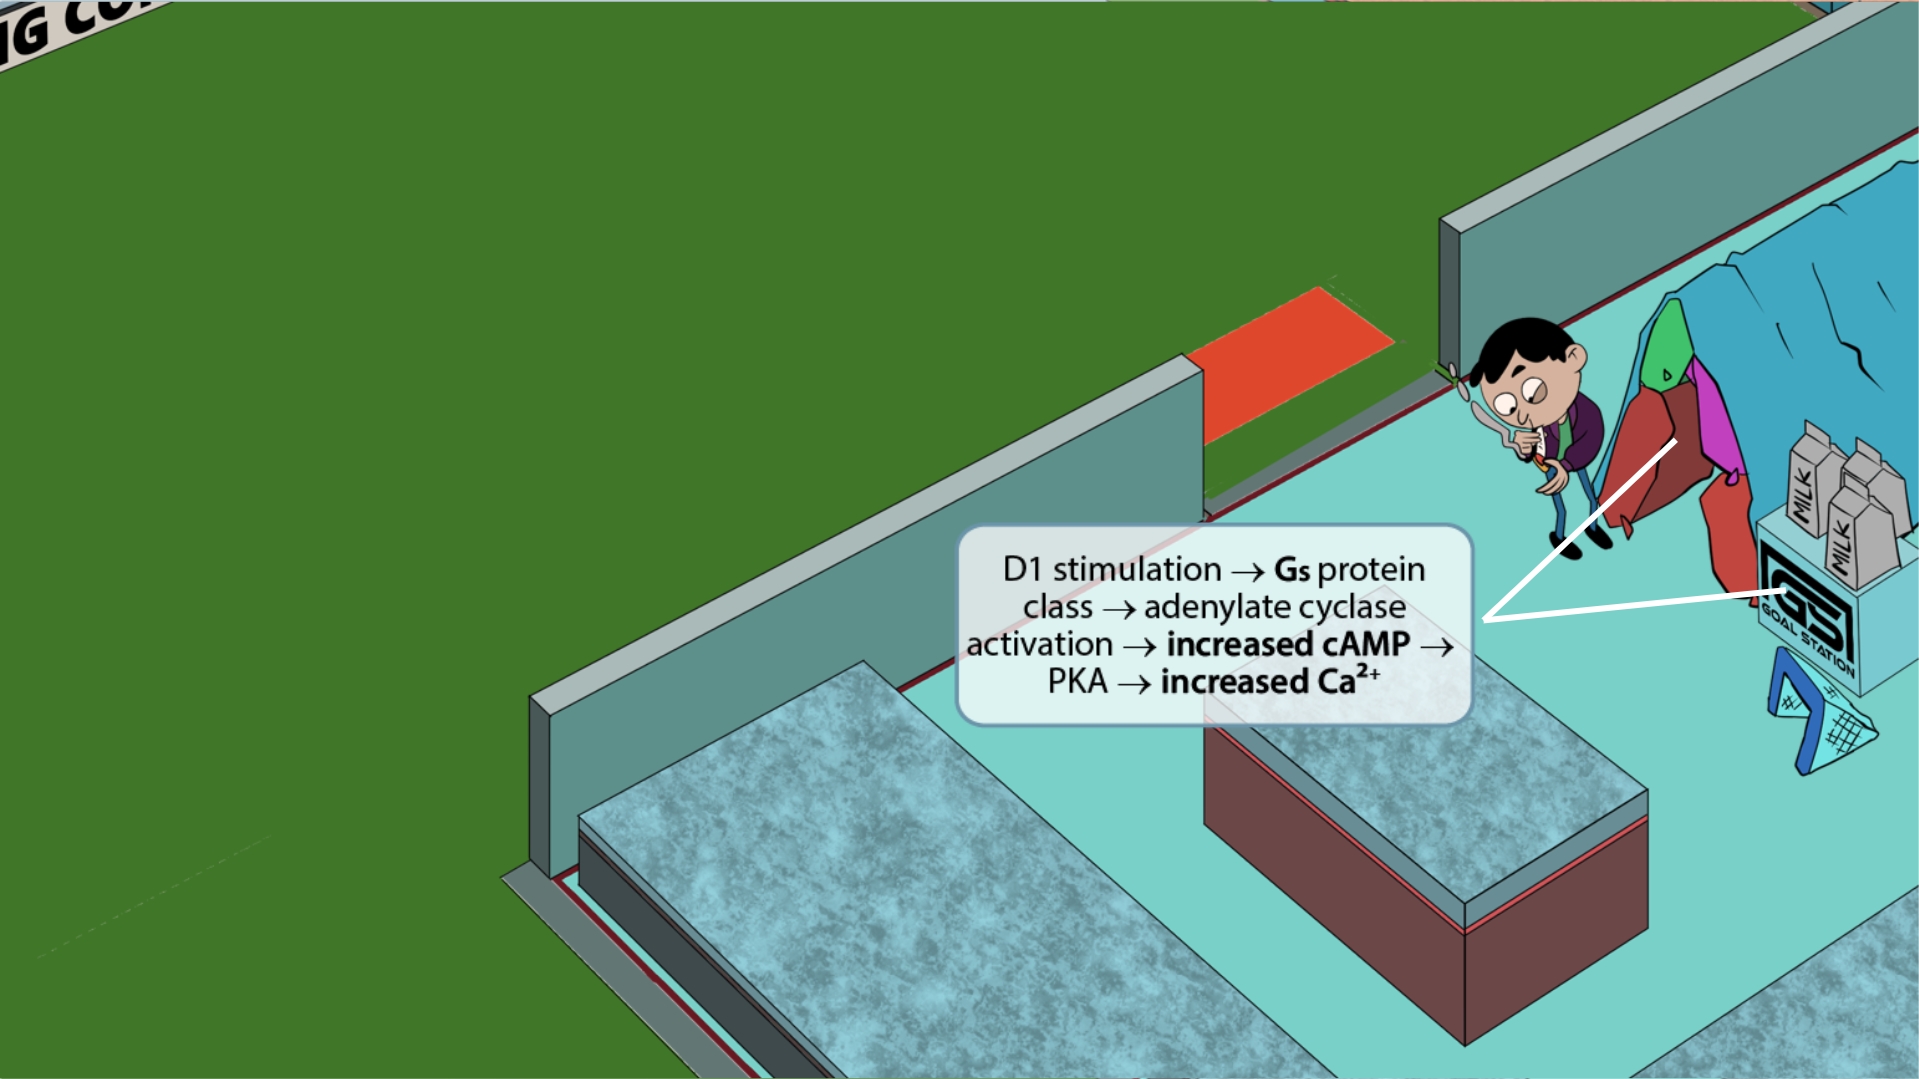 D1 stimulation → Gs protein
class → adenylate cyclase
activation → increased cAMP →
PKA → increased Ca²⁺
MILK
MILK
GS
GOAL STATION